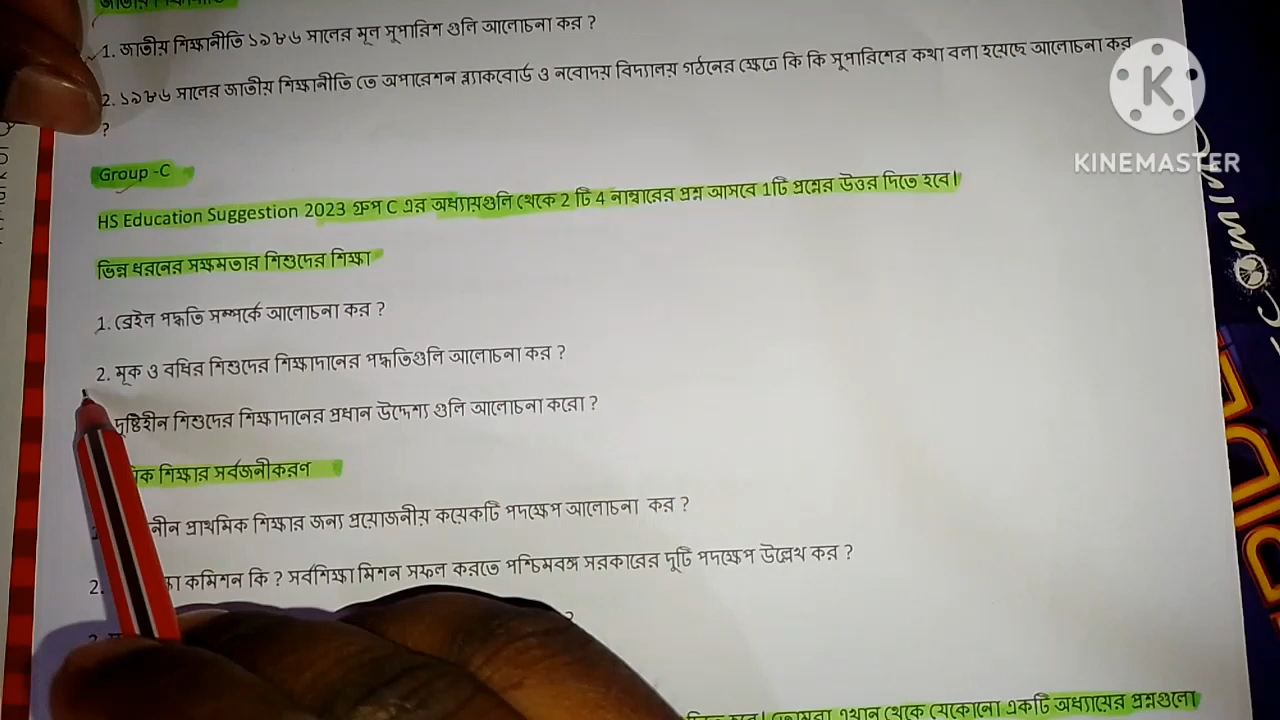 1. জাতীয় শিক্ষানীতি ১৯৮৬ সালের মূল সুপারিশ গুলি আলোচনা কর ?
2. ১৯৮৬ সালের জাতীয় শিক্ষানীতি তে অপারেশন ব্ল্যাকবোর্ড ও নবোদয় বিদ্যালয় গঠনের ক্ষেত্রে কি কি সুপারিশের কথা বলা হয়েছে আলোচনা কর
?
K
KINEMASTER
Group -C
HS Education Suggestion 2023 গ্রুপ C এর অধ্যায়গুলি থেকে 2 টি 4 নাম্বারের প্রশ্ন আসবে 1টি প্রশ্নের উত্তর দিতে হবে।
ভিন্ন ধরনের সক্ষমতার শিশুদের শিক্ষা
1. ব্রেইল পদ্ধতি সম্পর্কে আলোচনা কর ?
2. মূক ও বধির শিশুদের শিক্ষাদানের পদ্ধতিগুলি আলোচনা কর ?
দৃষ্টিহীন শিশুদের শিক্ষাদানের প্রধান উদ্দেশ্য গুলি আলোচনা করো ?
শিক্ষার সর্বজনীকরণ
প্রাথমিক শিক্ষার জন্য প্রয়োজনীয় কয়েকটি পদক্ষেপ আলোচনা কর ?
2. কমিশন কি ? সর্বশিক্ষা মিশন সফল করতে পশ্চিমবঙ্গ সরকারের দুটি পদক্ষেপ উল্লেখ কর ?
?
এখান থেকে যেকোনো একটি অধ্যায়ের প্রশ্নগুলো